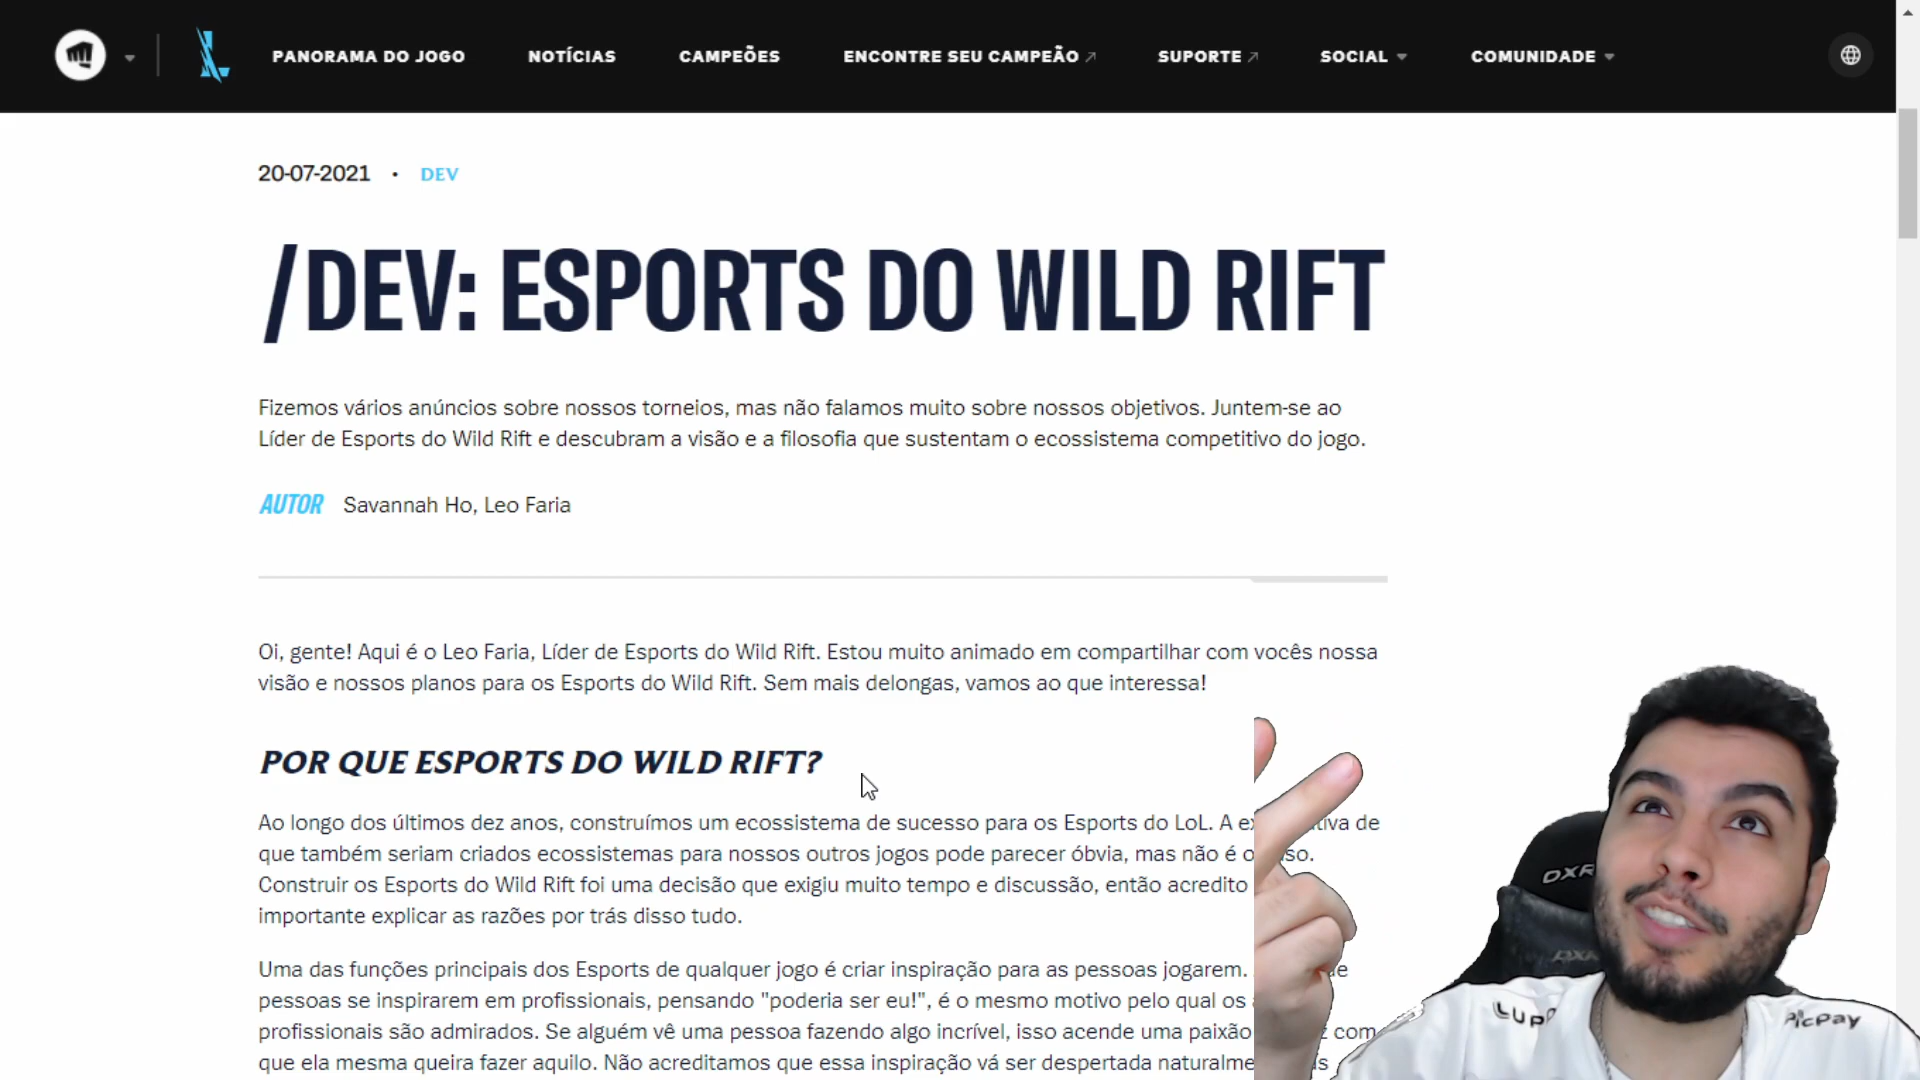 PANORAMA DO JOGO NOTÍCIAS CAMPEÕES ENCONTRE SEU CAMPEÃO SUPORTE SOCIAL COMUNIDADE
20-07-2021 • DEV
/DEV: ESPORTS DO WILD RIFT
Fizemos vários anúncios sobre nossos torneios, mas não falamos muito sobre nossos objetivos. Juntem-se ao
Líder de Esports do Wild Rift e descubram a visão e a filosofia que sustentam o ecossistema competitivo do jogo.
AUTOR Savannah Ho, Leo Faria
Oi, gente! Aqui é o Leo Faria, Líder de Esports do Wild Rift. Estou muito animado em compartilhar com vocês nossa
visão e nossos planos para os Esports do Wild Rift. Sem mais delongas, vamos ao que interessa!
POR QUE ESPORTS DO WILD RIFT?
Ao longo dos últimos dez anos, construímos um ecossistema de sucesso para os Esports do LoL. A de
que também seriam criados ecossistemas para nossos outros jogos pode parecer óbvia, mas não é o
Construir os Esports do Wild Rift foi uma decisão que exigiu muito tempo e discussão, então acredito
importante explicar as razões por trás disso tudo.
Uma das funções principais dos Esports de qualquer jogo é criar inspiração para as pessoas jogarem.
pessoas se inspirarem em profissionais, pensando "poderia ser eu!", é o mesmo motivo pelo qual os
profissionais são admirados. Se alguém vê uma pessoa fazendo algo incrível, isso acende uma paixão com
que ela mesma queira fazer aquilo. Não acreditamos que essa inspiração vá ser despertada
PicPay